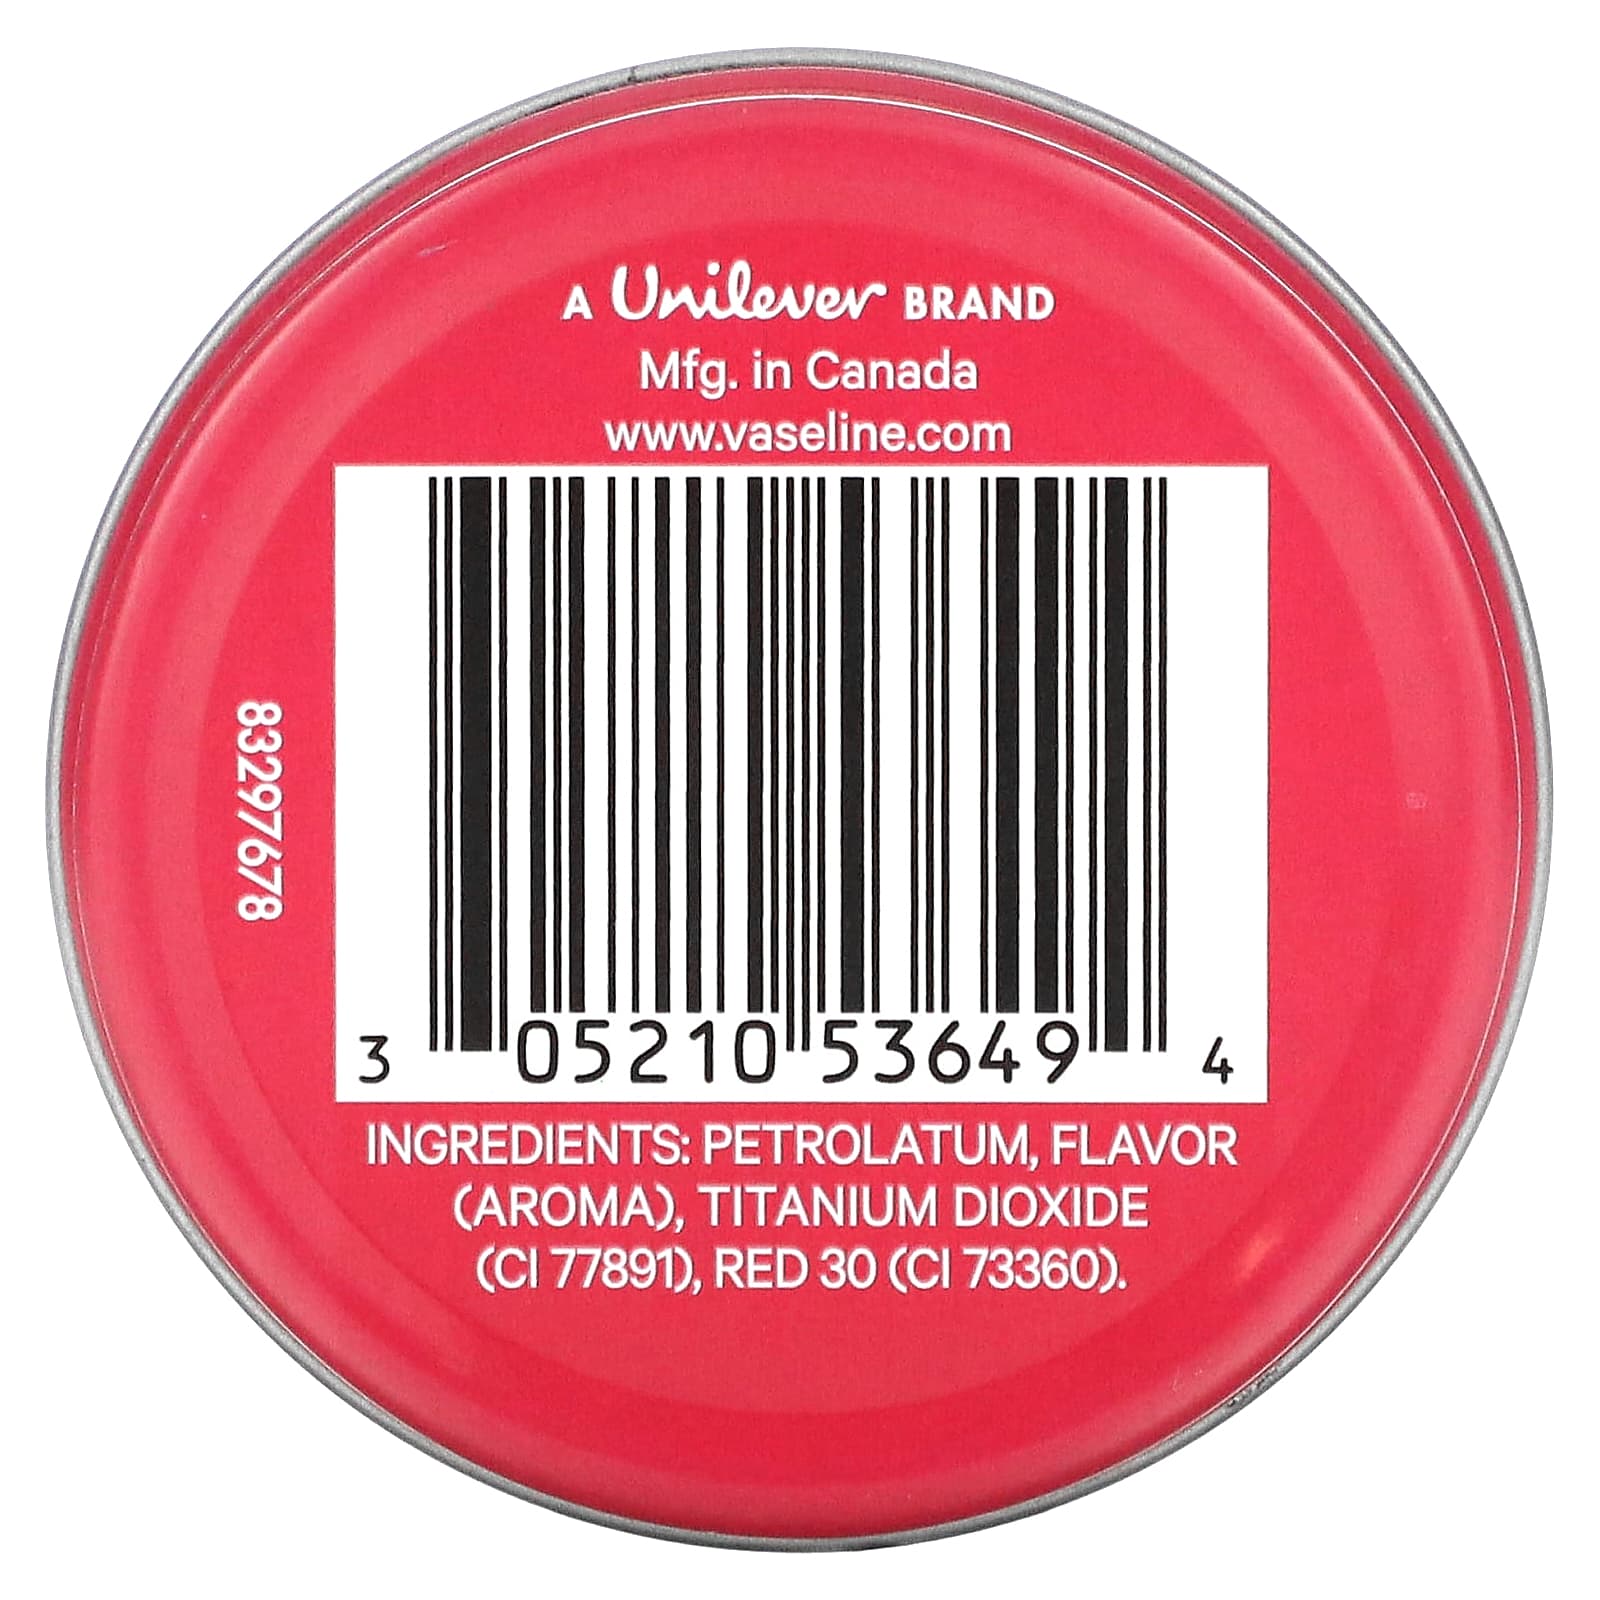 A Unilever BRAND
Mfg. in Canada
www.vaseline.com
83297678
3 05210 53649 4
INGREDIENTS: PETROLATUM, FLAVOR
(AROMA), TITANIUM DIOXIDE
(CI 77891), RED 30 (CI 73360).